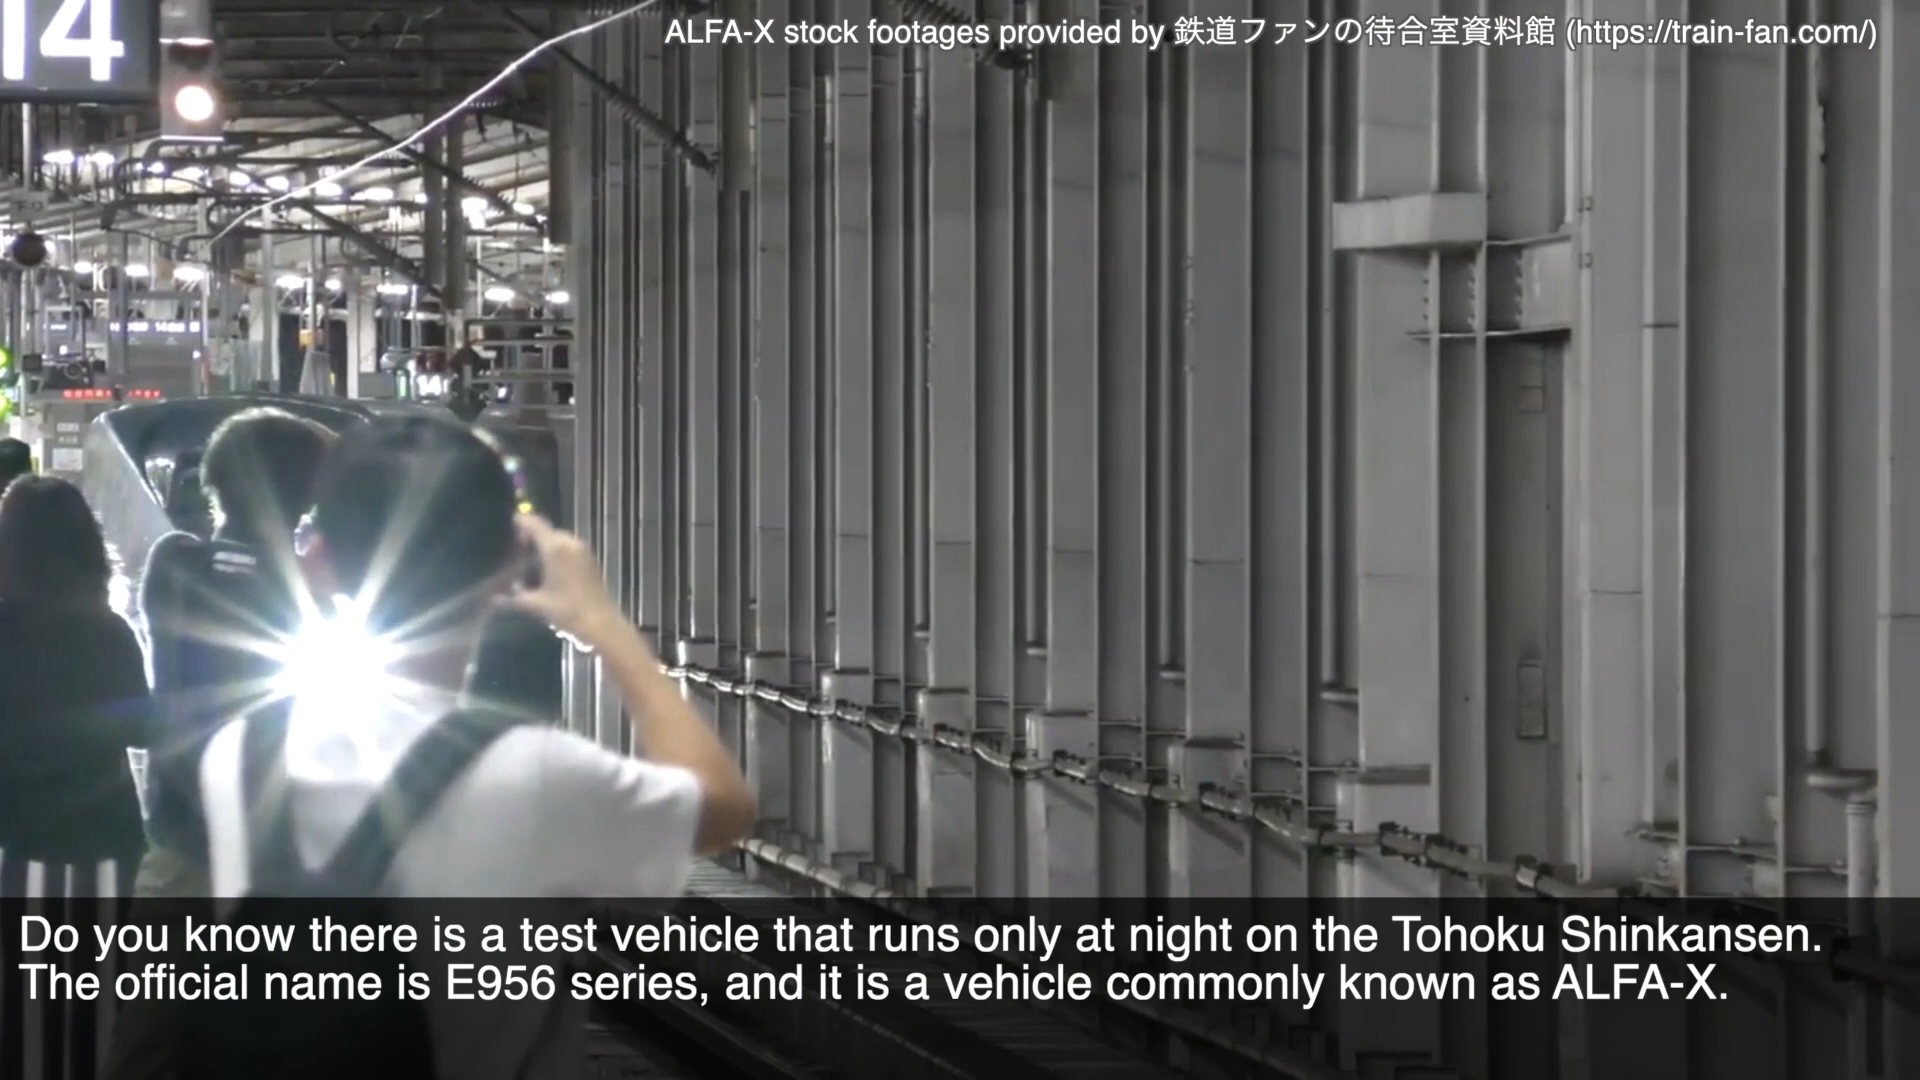 ALFA-X stock footages provided by 鉄道ファンの待合室資料館 (https://train-fan.com/)
14
14
Do you know there is a test vehicle that runs only at night on the Tohoku Shinkansen.
The official name is E956 series, and it is a vehicle commonly known as ALFA-X.